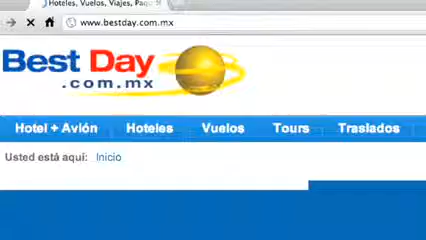 Hoteles, Vuelos, Viajes, Paqu
www.bestday.com.mx
Best Day
.com.mx
Hotel + Avión Hoteles Vuelos Tours Traslados
Usted está aquí: Inicio